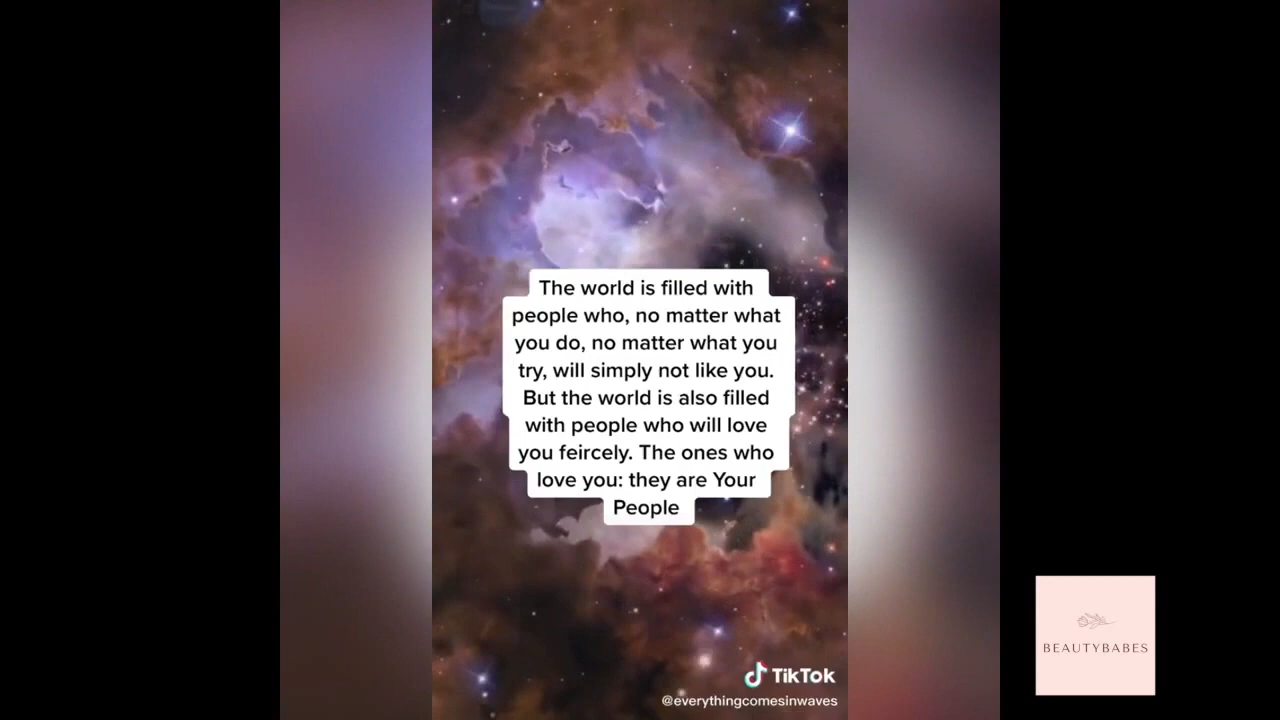 The world is filled with
people who, no matter what
you do, no matter what you
try, will simply not like you.
But the world is also filled
with people who will love
you feircely. The ones who
love you: they are Your
People
TikTok
@everythingcomesinwaves
BEAUTYBABES